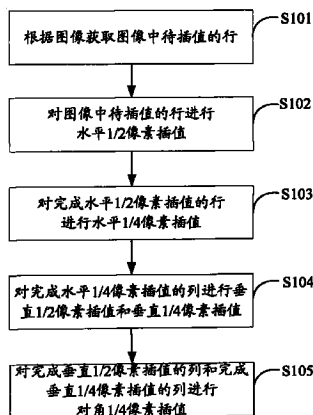 根据图像获取图像中待插值的行
S101
对图像中待插值的行进行
水平1/2像素插值
S102
对完成水平1/2像素插值的行
进行水平1/4像素插值
S103
对完成水平1/4像素插值的列进行垂
直1/2像素插值和垂直1/4像素插值
S104
对完成垂直1/2像素插值的列和完成
垂直1/4像素插值的列进行
对角1/4像素插值
S105